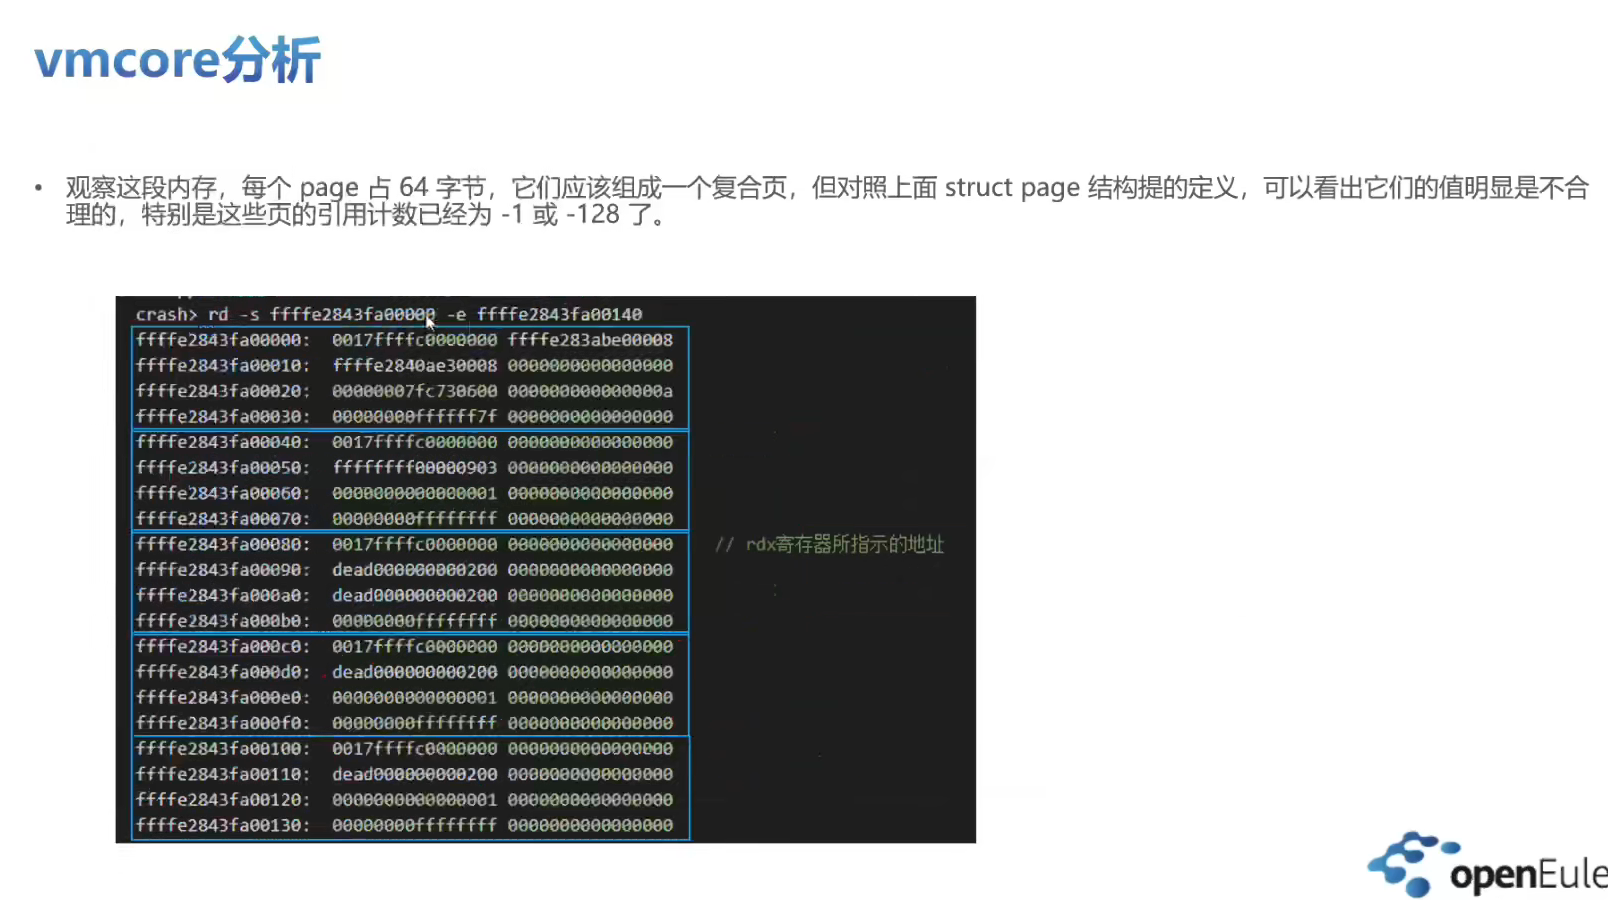 vmcore分析
• 观察这段内存，每个 page 占 64 字节，它们应该组成一个复合页，但对照上面 struct page 结构提的定义，可以看出它们的值明显是不合
理的，特别是这些页的引用计数已经为 -1 或 -128 了。
crash> rd -s ffffe2843fa00000 -e ffffe2843fa00140
ffffe2843fa00000: 0017ffffc0000000 ffffe283abe00008
ffffe2843fa00010: ffffe2840ae30008 0000000000000000
ffffe2843fa00020: 00000007fc730600 000000000000000a
ffffe2843fa00030: 00000000ffffff7f 0000000000000000
ffffe2843fa00040: 0017ffffc0000000 0000000000000000
ffffe2843fa00050: ffffffff00000903 0000000000000000
ffffe2843fa00060: 0000000000000001 0000000000000000
ffffe2843fa00070: 00000000ffffffff 0000000000000000
ffffe2843fa00080: 0017ffffc0000000 0000000000000000 // rdx寄存器所指示的地址
ffffe2843fa00090: dead000000000200 0000000000000000
ffffe2843fa000a0: dead000000000200 0000000000000000
ffffe2843fa000b0: 00000000ffffffff 0000000000000000
ffffe2843fa000c0: 0017ffffc0000000 0000000000000000
ffffe2843fa000d0: dead000000000200 0000000000000000
ffffe2843fa000e0: 0000000000000001 0000000000000000
ffffe2843fa000f0: 00000000ffffffff 0000000000000000
ffffe2843fa00100: 0017ffffc0000000 0000000000000000
ffffe2843fa00110: dead000000000200 0000000000000000
ffffe2843fa00120: 0000000000000001 0000000000000000
ffffe2843fa00130: 00000000ffffffff 0000000000000000
openEule